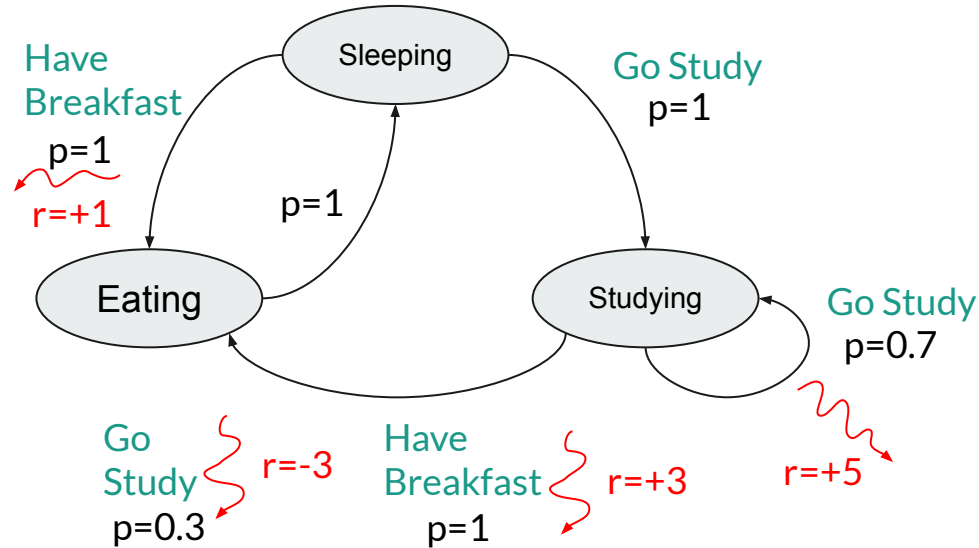 Sleeping
Have
Breakfast
p=1
r=+1
Go Study
p=1
p=1
Eating
Studying
Go Study
p=0.7
r=+5
Go
Study
p=0.3
r=-3
Have
Breakfast
p=1
r=+3